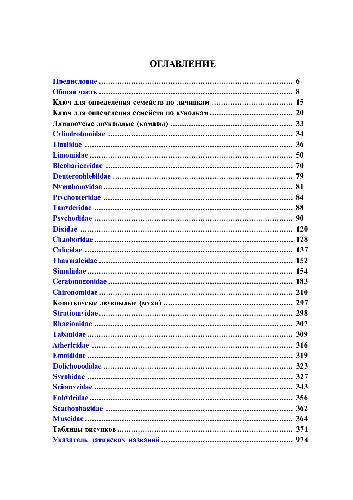 ОГЛАВЛЕНИЕ
Предисловие 6
Общая часть 8
Ключ для определения семейств по личинкам 15
Ключ для определения семейств по куколкам 20
Длинноусые двукрылые (комары) 33
Cylindrotomidae 34
Tipulidae 36
Limoniidae 50
Blephariceridae 70
Deuterophlebiidae 79
Nymphomyidae 81
Ptychopteridae 84
Tanyderidae 88
Psychodidae 90
Dixidae 120
Chaoboridae 128
Culicidae 137
Thaumaleidae 152
Simuliidae 154
Ceratopogonidae 183
Chironomidae 210
Короткоусые двукрылые (мухи) 297
Stratiomyidae 298
Rhagionidae 307
Tabanidae 309
Athericidae 316
Empididae 319
Dolichopodidae 323
Syrphidae 327
Sciomyzidae 343
Ephydridae 356
Scathophagidae 362
Muscidae 364
Таблицы рисунков 371
Указатель латинских названий 974